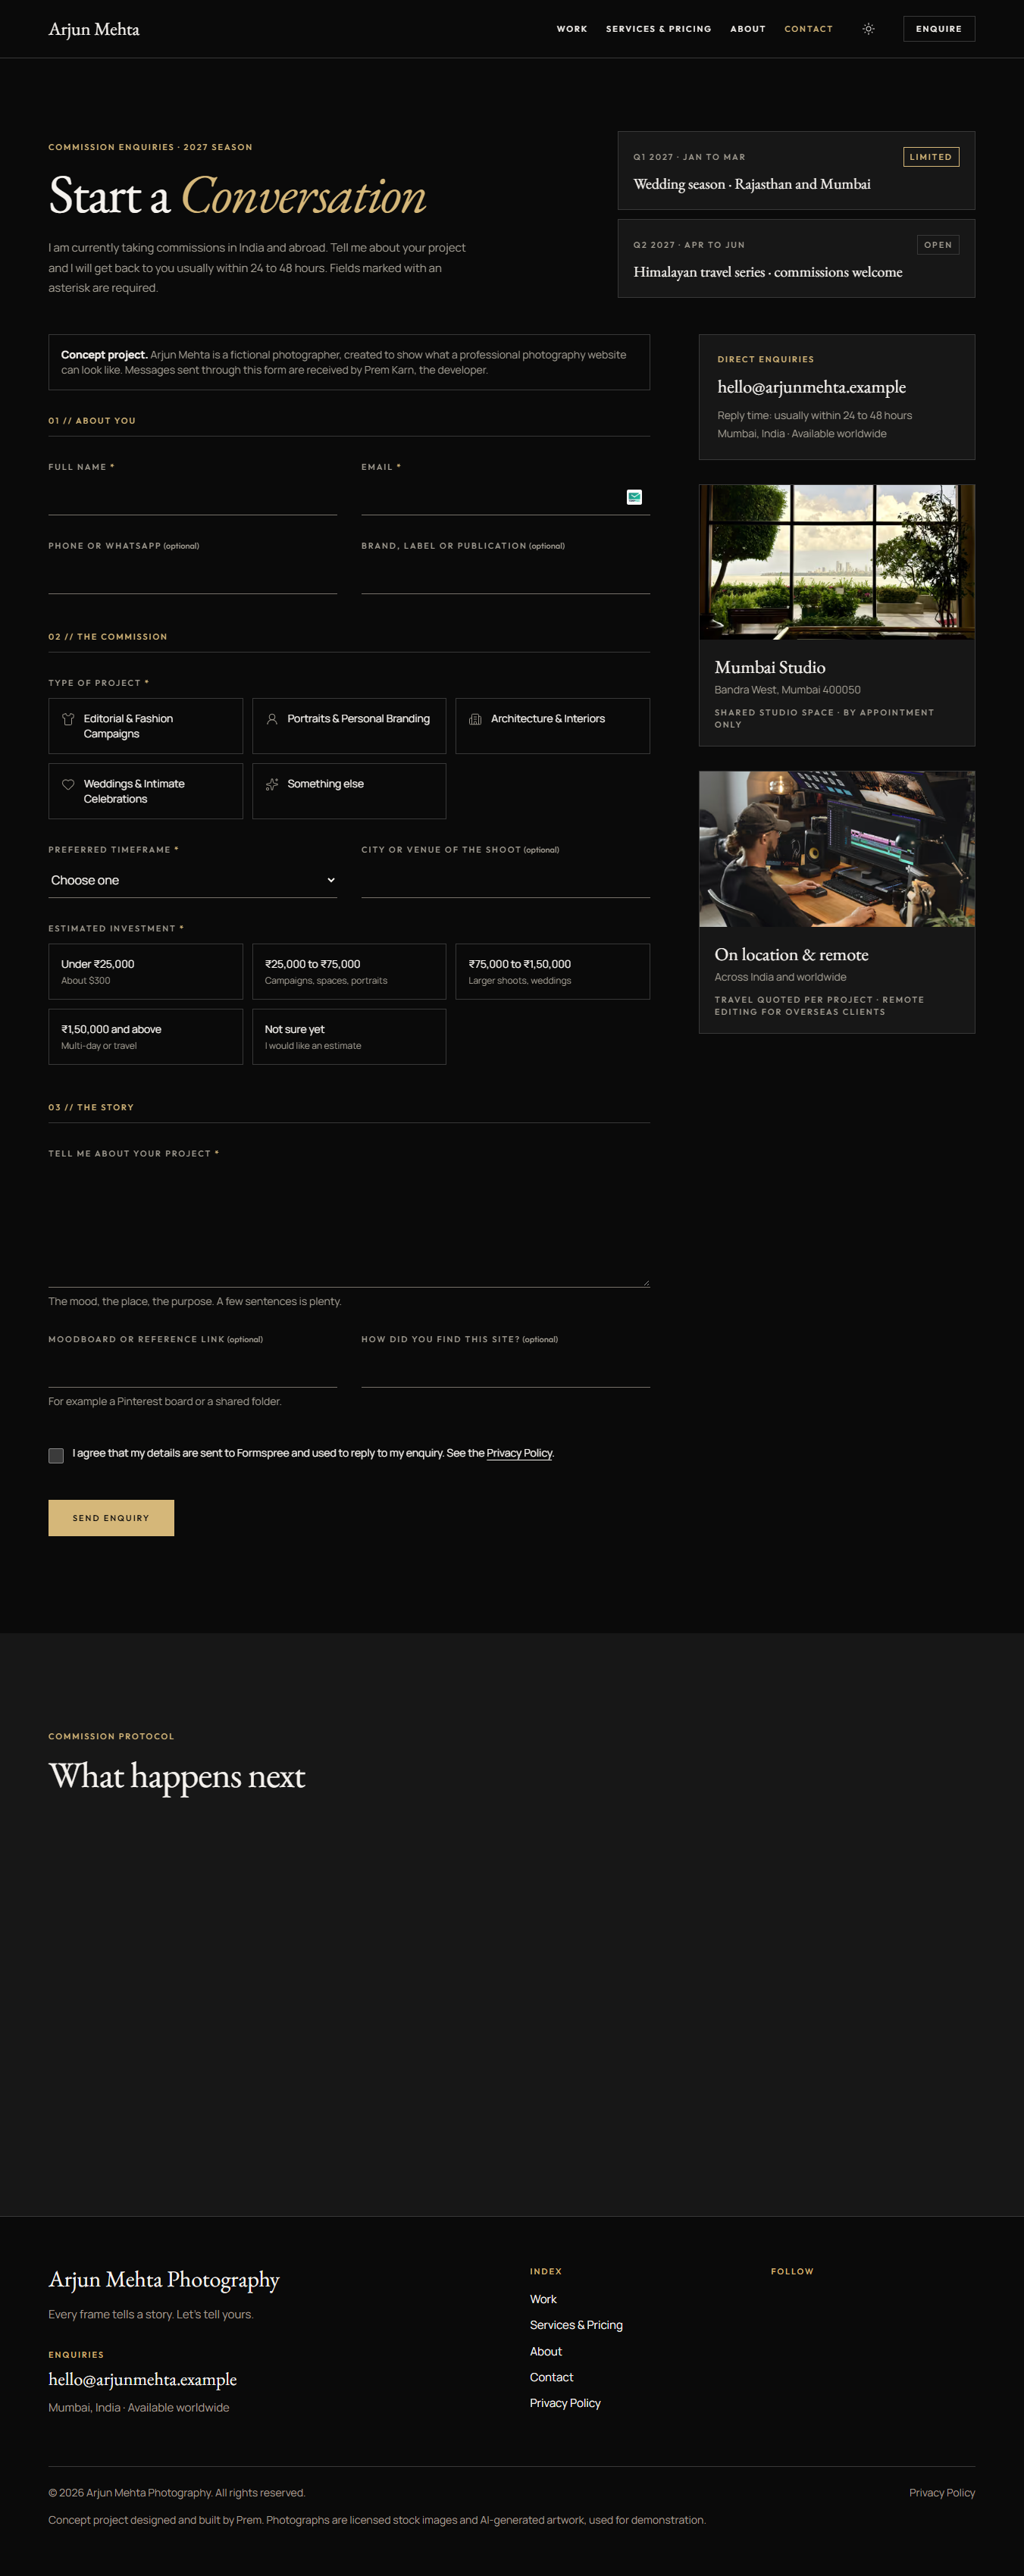 Arjun Mehta
WORK
SERVICES & PRICING
ABOUT
CONTACT
ENQUIRE
COMMISSION ENQUIRIES · 2027 SEASON
Start a Conversation
I am currently taking commissions in India and abroad. Tell me about your project
and I will get back to you usually within 24 to 48 hours. Fields marked with an
asterisk are required.
Q1 2027 · JAN TO MAR
LIMITED
Wedding season · Rajasthan and Mumbai
Q2 2027 · APR TO JUN
OPEN
Himalayan travel series · commissions welcome
Concept project. Arjun Mehta is a fictional photographer, created to show what a professional photography website
can look like. Messages sent through this form are received by Prem Karn, the developer.
01 // ABOUT YOU
FULL NAME *
EMAIL *
PHONE OR WHATSAPP (optional)
BRAND, LABEL OR PUBLICATION (optional)
02 // THE COMMISSION
TYPE OF PROJECT *
Editorial & Fashion
Campaigns
Portraits & Personal Branding
Architecture & Interiors
Weddings & Intimate
Celebrations
Something else
PREFERRED TIMEFRAME *
CITY OR VENUE OF THE SHOOT (optional)
Choose one
ESTIMATED INVESTMENT *
Under ₹25,000
About $300
₹25,000 to ₹75,000
Campaigns, spaces, portraits
₹75,000 to ₹1,50,000
Larger shoots, weddings
₹1,50,000 and above
Multi-day or travel
Not sure yet
I would like an estimate
03 // THE STORY
TELL ME ABOUT YOUR PROJECT *
The mood, the place, the purpose. A few sentences is plenty.
MOODBOARD OR REFERENCE LINK (optional)
HOW DID YOU FIND THIS SITE? (optional)
For example a Pinterest board or a shared folder.
I agree that my details are sent to Formspree and used to reply to my enquiry. See the Privacy Policy.
SEND ENQUIRY
DIRECT ENQUIRIES
hello@arjunmehta.example
Reply time: usually within 24 to 48 hours
Mumbai, India · Available worldwide
Mumbai Studio
Bandra West, Mumbai 400050
SHARED STUDIO SPACE · BY APPOINTMENT
ONLY
On location & remote
Across India and worldwide
TRAVEL QUOTED PER PROJECT · REMOTE
EDITING FOR OVERSEAS CLIENTS
COMMISSION PROTOCOL
What happens next
Arjun Mehta Photography
Every frame tells a story. Let's tell yours.
ENQUIRIES
hello@arjunmehta.example
Mumbai, India · Available worldwide
INDEX
Work
Services & Pricing
About
Contact
Privacy Policy
FOLLOW
© 2026 Arjun Mehta Photography. All rights reserved.
Privacy Policy
Concept project designed and built by Prem. Photographs are licensed stock images and AI-generated artwork, used for demonstration.